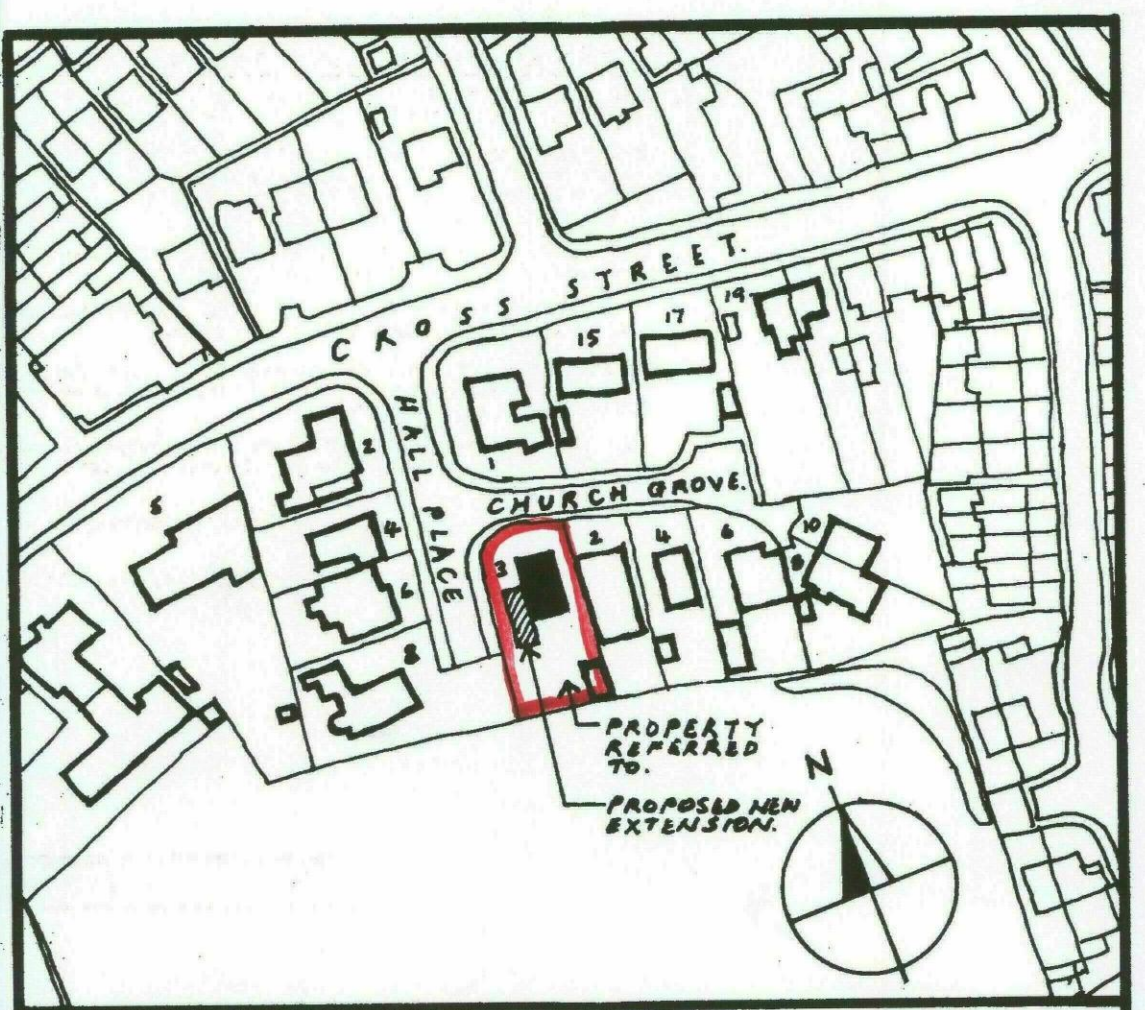 CROSS STREET.
19
17
15
HALL PLACE
2
1
CHURCH GROVE.
5
4
2
4
6
10
8
3
6
8
PROPERTY
REFERRED
TO.
PROPOSED NEW
EXTENSION.
N